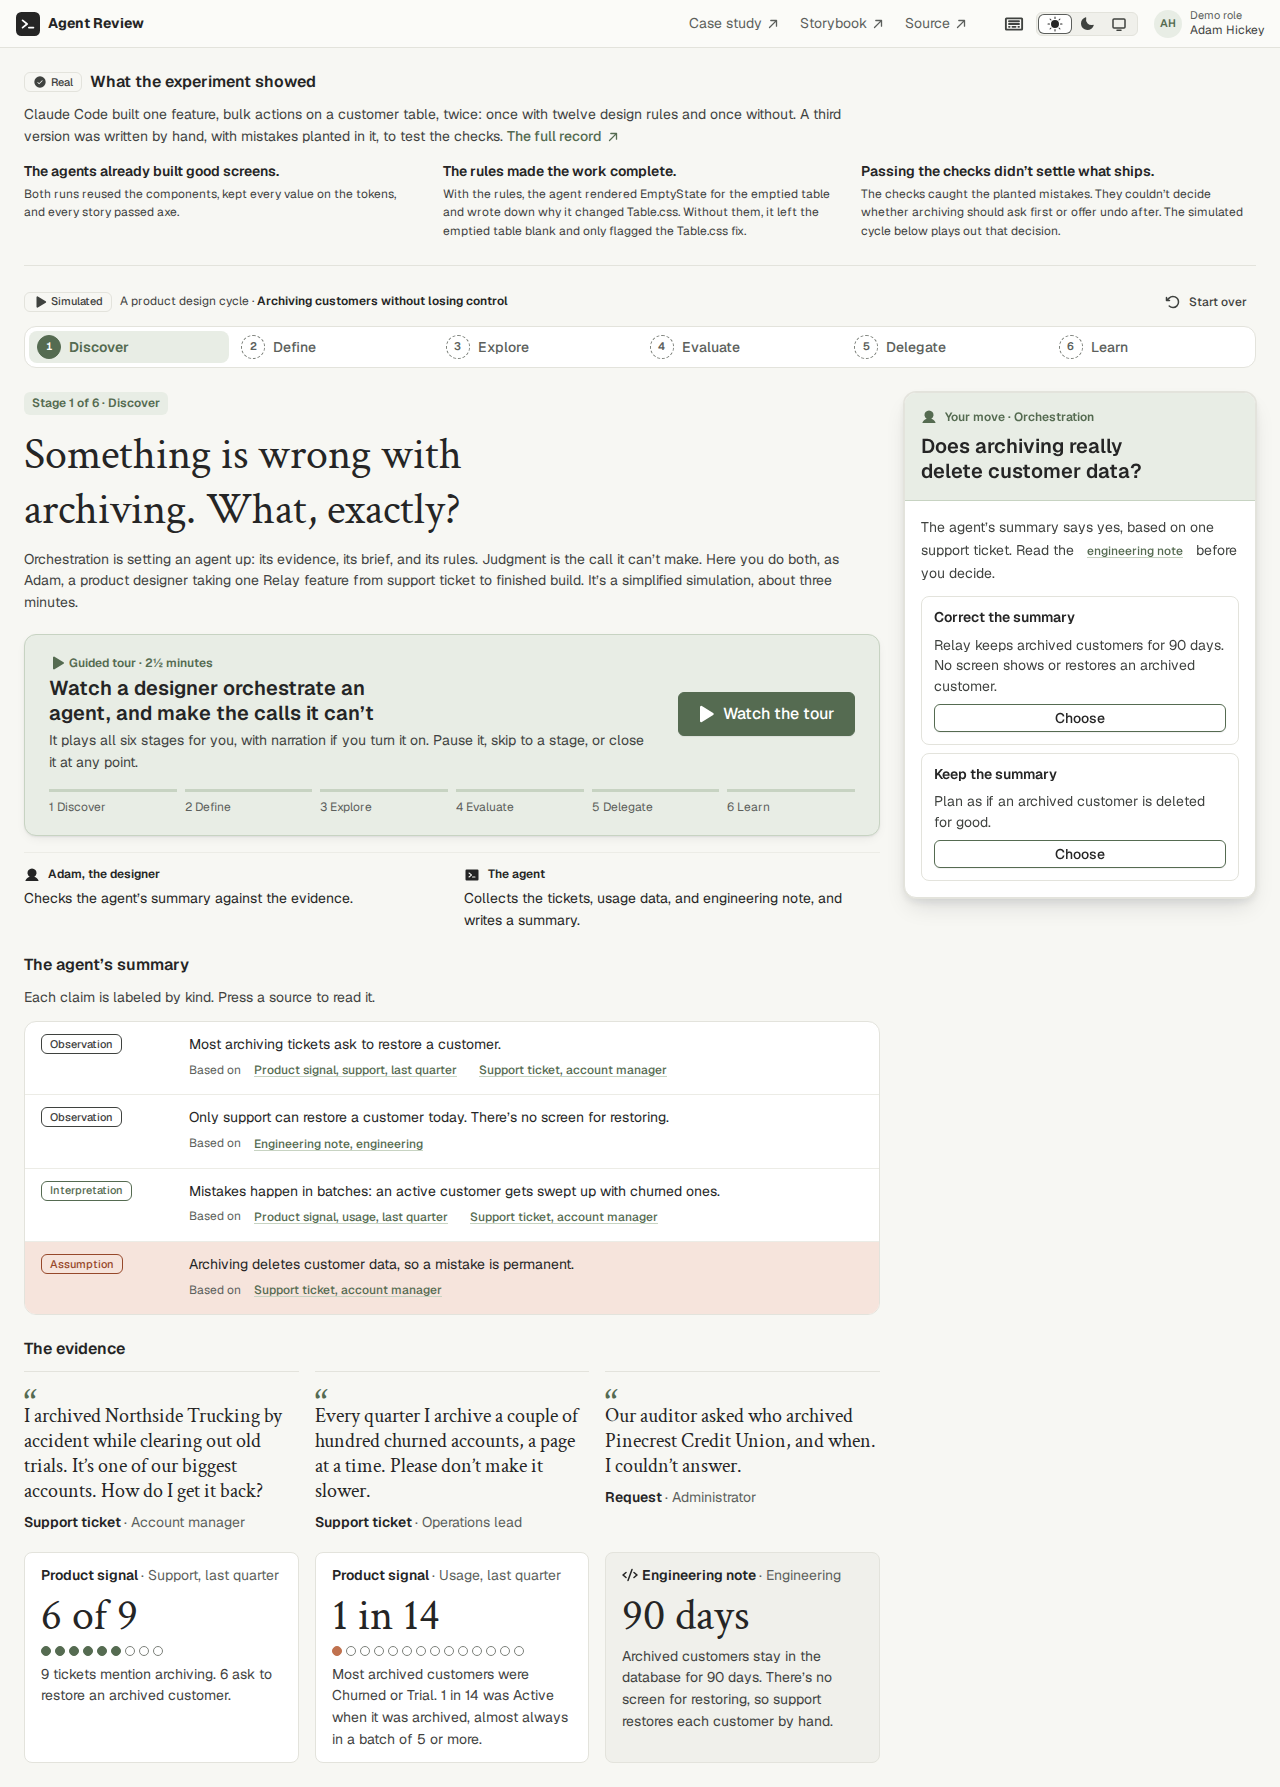 Agent Review
Case study
Storybook
Source
AH
Demo role
Adam Hickey
Real
What the experiment showed
Claude Code built one feature, bulk actions on a customer table, twice: once with twelve design rules and once without. A third
version was written by hand, with mistakes planted in it, to test the checks. The full record
The agents already built good screens.
Both runs reused the components, kept every value on the tokens,
and every story passed axe.
The rules made the work complete.
With the rules, the agent rendered EmptyState for the emptied table
and wrote down why it changed Table.css. Without them, it left the
emptied table blank and only flagged the Table.css fix.
Passing the checks didn’t settle what ships.
The checks caught the planted mistakes. They couldn’t decide
whether archiving should ask first or offer undo after. The simulated
cycle below plays out that decision.
Simulated
A product design cycle · Archiving customers without losing control
Start over
1 Discover
2 Define
3 Explore
4 Evaluate
5 Delegate
6 Learn
Stage 1 of 6 · Discover
Something is wrong with
archiving. What, exactly?
Orchestration is setting an agent up: its evidence, its brief, and its rules. Judgment is the call it can’t make. Here you do both, as
Adam, a product designer taking one Relay feature from support ticket to finished build. It’s a simplified simulation, about three
minutes.
Guided tour · 2½ minutes
Watch a designer orchestrate an
agent, and make the calls it can’t
It plays all six stages for you, with narration if you turn it on. Pause it, skip to a stage, or close
it at any point.
Watch the tour
1 Discover
2 Define
3 Explore
4 Evaluate
5 Delegate
6 Learn
Adam, the designer
Checks the agent’s summary against the evidence.
The agent
Collects the tickets, usage data, and engineering note, and
writes a summary.
Your move · Orchestration
Does archiving really
delete customer data?
The agent’s summary says yes, based on one
support ticket. Read the engineering note before
you decide.
Correct the summary
Relay keeps archived customers for 90 days.
No screen shows or restores an archived
customer.
Choose
Keep the summary
Plan as if an archived customer is deleted
for good.
Choose
The agent’s summary
Each claim is labeled by kind. Press a source to read it.
Observation
Most archiving tickets ask to restore a customer.
Based on Product signal, support, last quarter Support ticket, account manager
Observation
Only support can restore a customer today. There’s no screen for restoring.
Based on Engineering note, engineering
Interpretation
Mistakes happen in batches: an active customer gets swept up with churned ones.
Based on Product signal, usage, last quarter Support ticket, account manager
Assumption
Archiving deletes customer data, so a mistake is permanent.
Based on Support ticket, account manager
The evidence
“
I archived Northside Trucking by
accident while clearing out old
trials. It’s one of our biggest
accounts. How do I get it back?
Support ticket · Account manager
“
Every quarter I archive a couple of
hundred churned accounts, a page
at a time. Please don’t make it
slower.
Support ticket · Operations lead
“
Our auditor asked who archived
Pinecrest Credit Union, and when.
I couldn’t answer.
Request · Administrator
Product signal · Support, last quarter
6 of 9
9 tickets mention archiving. 6 ask to
restore an archived customer.
Product signal · Usage, last quarter
1 in 14
Most archived customers were
Churned or Trial. 1 in 14 was Active
when it was archived, almost always
in a batch of 5 or more.
Engineering note · Engineering
90 days
Archived customers stay in the
database for 90 days. There’s no
screen for restoring, so support
restores each customer by hand.